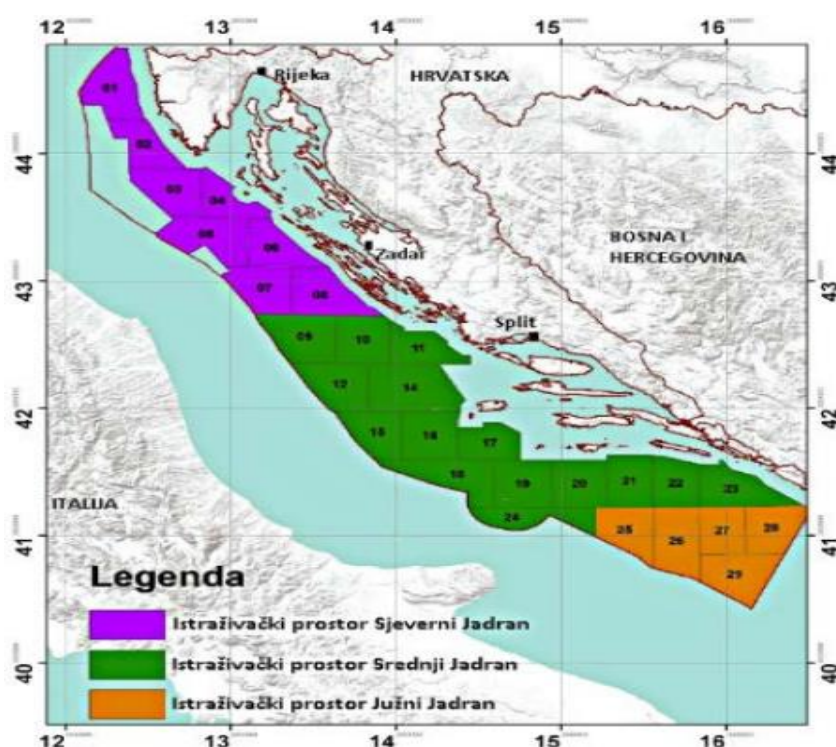 12 13 14 15 16
Rijeka
HRVATSKA
01
02
44 44
03
04
05
06
BOSNA I
HERCEGOVINA
Zadar
43 43
07
08
Split
09
10
11
12
14
42 42
15
16
17
18
19
20
21
22
23
ITALIJA
24
25
26
27
28
41 41
29
Legenda
Istraživački prostor Sjeverni Jadran
Istraživački prostor Srednji Jadran
40 40
Istraživački prostor Južni Jadran
12 13 14 15 16